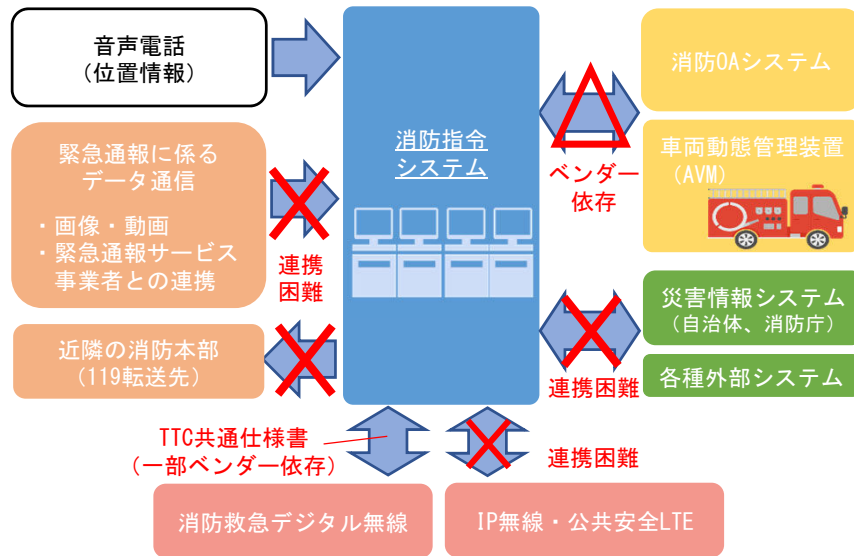 音声電話
(位置情報)
緊急通報に係る
データ通信
・画像・動画
・緊急通報サービス
事業者との連携
連携
困難
近隣の消防本部
(119転送先)
消防指令
システム
ベンダー
依存
消防OAシステム
車両動態管理装置
(AVM)
災害情報システム
(自治体、消防庁)
連携困難
各種外部システム
TTC共通仕様書
(一部ベンダー依存)
連携困難
消防救急デジタル無線
IP無線・公共安全LTE